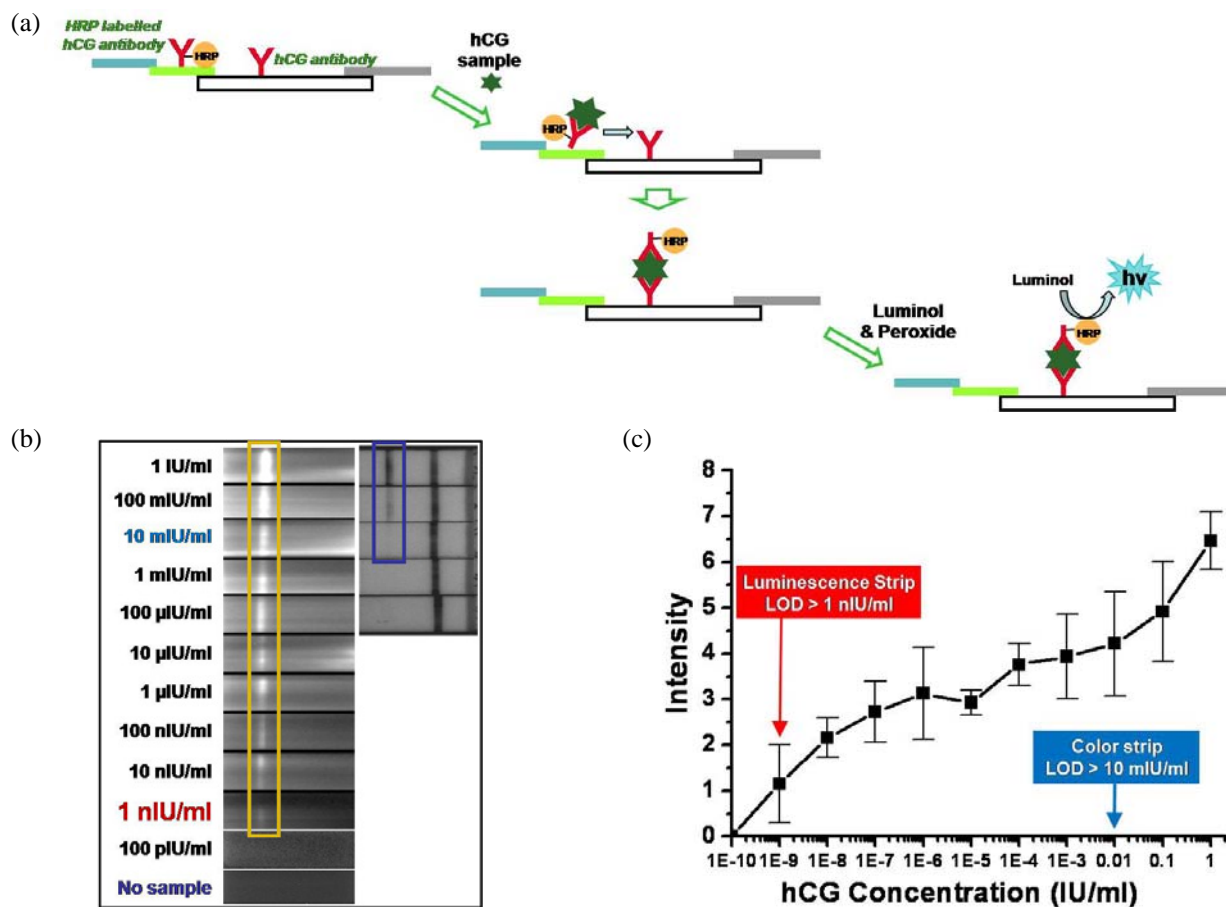 (a)
HRP labelled
hCG antibody
HRP
hCG antibody
hCG
sample
HRP
HRP
Luminol
& Peroxide
Luminol
hv
HRP
(b)
1 IU/ml
100 mIU/ml
10 mIU/ml
1 mIU/ml
100 µIU/ml
10 µIU/ml
1 µIU/ml
100 nIU/ml
10 nIU/ml
1 nIU/ml
100 pIU/ml
No sample
(c)
8
7
6
5
4
3
2
1
0
Intensity
Luminescence Strip
LOD > 1 nIU/ml
Color strip
LOD > 10 mIU/ml
1E-10 1E-9 1E-8 1E-7 1E-6 1E-5 1E-4 1E-3 0.01 0.1 1
hCG Concentration (IU/ml)